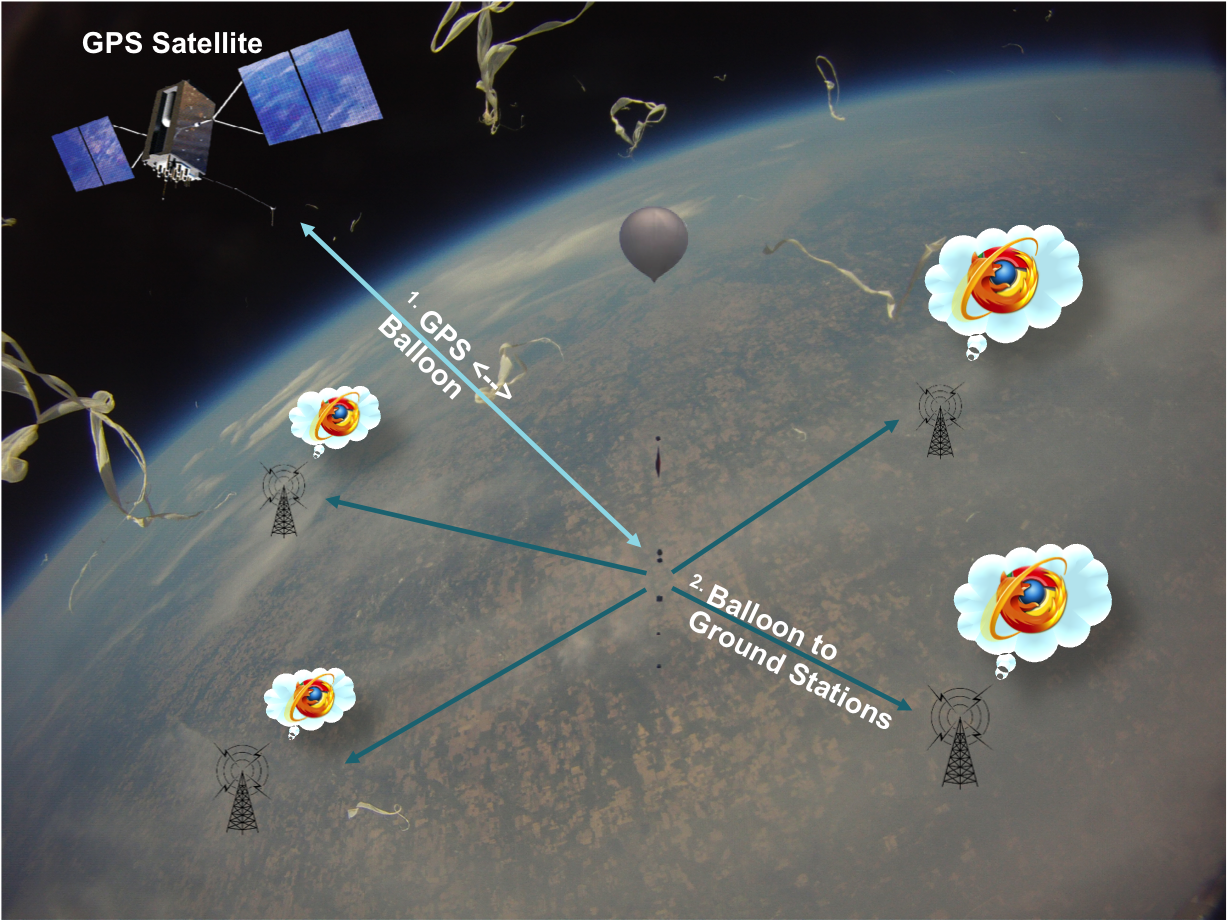 GPS Satellite
1. GPS <-->
Balloon
2. Balloon to
Ground Stations